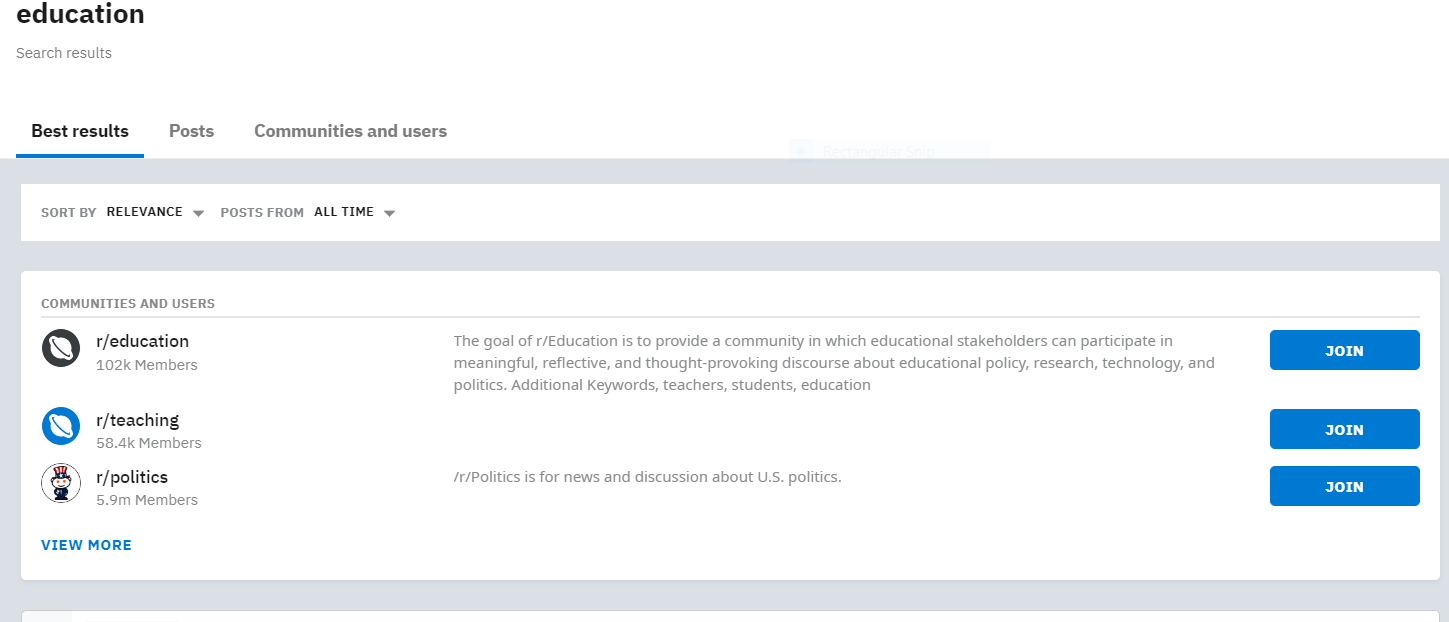 education
Search results
Best results Posts Communities and users
Rectangular Snip
SORT BY RELEVANCE POSTS FROM ALL TIME
COMMUNITIES AND USERS
r/education
102k Members
The goal of r/Education is to provide a community in which educational stakeholders can participate in
meaningful, reflective, and thought-provoking discourse about educational policy, research, technology, and
politics. Additional Keywords, teachers, students, education
JOIN
r/teaching
58.4k Members
JOIN
r/politics
5.9m Members
/r/Politics is for news and discussion about U.S. politics.
JOIN
VIEW MORE